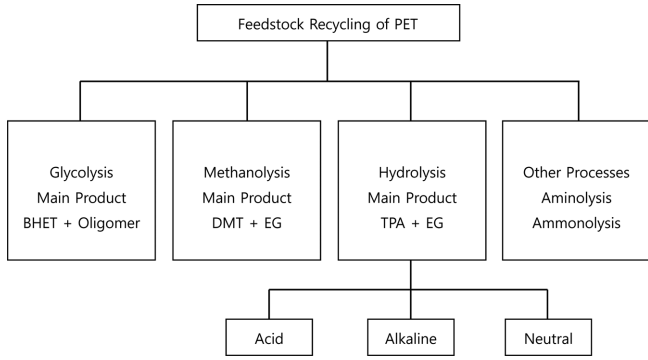 Feedstock Recycling of PET
Glycolysis
Main Product
BHET + Oligomer
Methanolysis
Main Product
DMT + EG
Hydrolysis
Main Product
TPA + EG
Other Processes
Aminolysis
Ammonolysis
Acid
Alkaline
Neutral